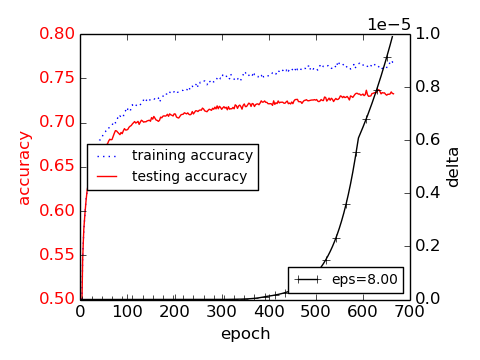 1e−5
0.80
0.75
0.70
0.65
0.60
0.55
0.50
accuracy
1.0
0.8
0.6
0.4
0.2
0.0
delta
training accuracy
testing accuracy
eps=8.00
0 100 200 300 400 500 600 700
epoch